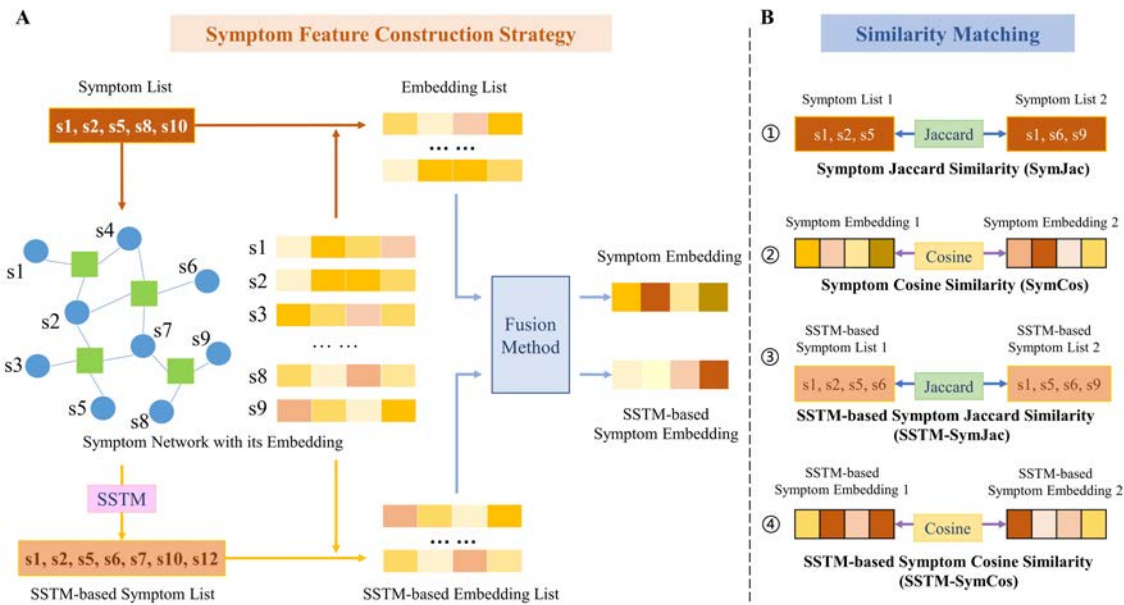 A
Symptom Feature Construction Strategy
Symptom List
s1, s2, s5, s8, s10
Embedding List
... ...
s4
s1
s6
s2
s7
s9
s3
s5
s8
s1
s2
s3
... ...
s8
s9
Symptom Network with its Embedding
Fusion
Method
Symptom Embedding
SSTM-based
Symptom Embedding
SSTM
s1, s2, s5, s6, s7, s10, s12
SSTM-based Symptom List
... ...
SSTM-based Embedding List
B
Similarity Matching
Symptom List 1
Symptom List 2
①
s1, s2, s5
Jaccard
s1, s6, s9
Symptom Jaccard Similarity (SymJac)
Symptom Embedding 1
Symptom Embedding 2
②
Cosine
Symptom Cosine Similarity (SymCos)
SSTM-based
Symptom List 1
SSTM-based
Symptom List 2
③
s1, s2, s5, s6
Jaccard
s1, s5, s6, s9
SSTM-based Symptom Jaccard Similarity
(SSTM-SymJac)
SSTM-based
Symptom Embedding 1
SSTM-based
Symptom Embedding 2
④
Cosine
SSTM-based Symptom Cosine Similarity
(SSTM-SymCos)